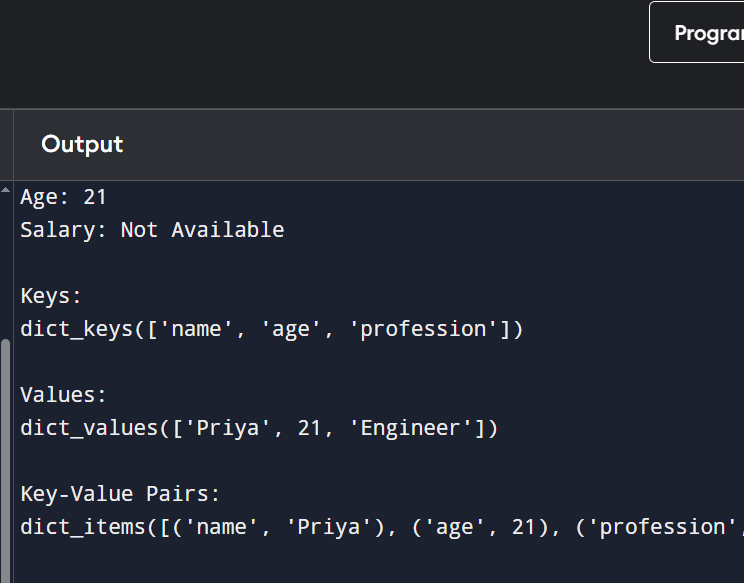 Progra
Output
Age: 21
Salary: Not Available
Keys:
dict_keys(['name', 'age', 'profession'])
Values:
dict_values(['Priya', 21, 'Engineer'])
Key-Value Pairs:
dict_items([('name', 'Priya'), ('age', 21), ('profession',